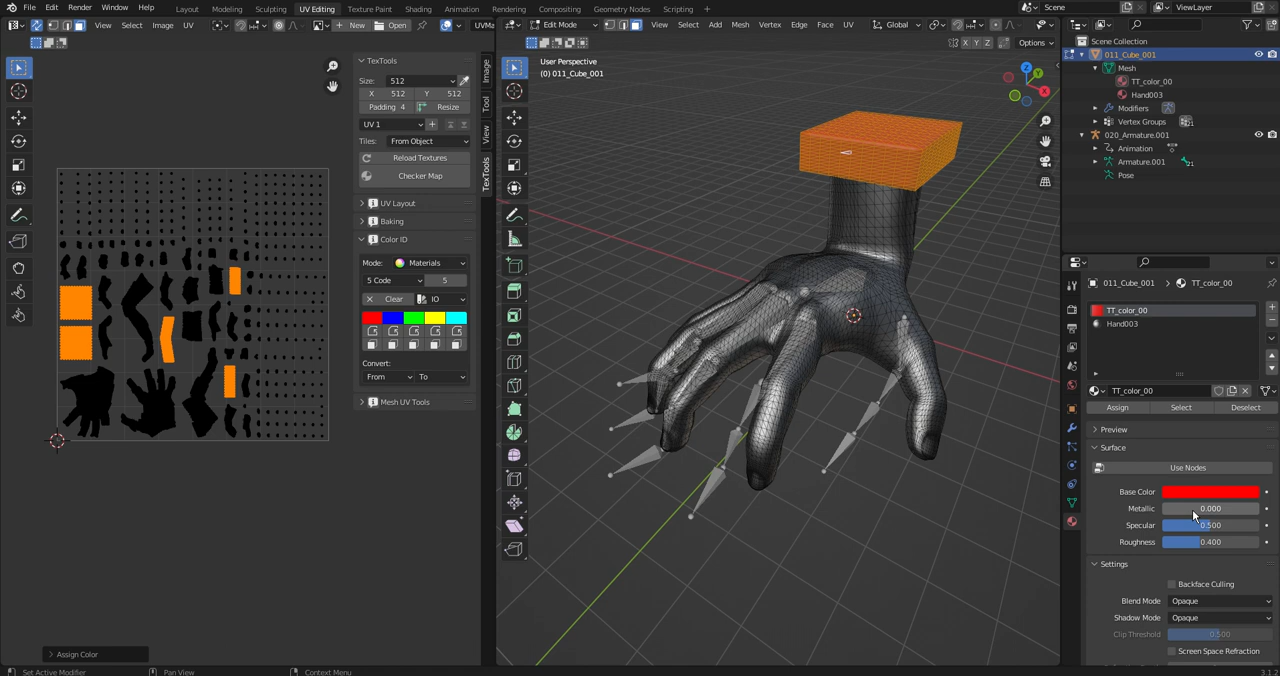 File Edit Render Window Help Layout Modeling Sculpting UV Editing Texture Paint Shading Animation Rendering Compositing Geometry Nodes Scripting Scene ViewLayer
View Select Image UV New Open UVMa
Edit Mode View Select Add Mesh Vertex Edge Face UV Global
X Y Z Options
TexTools
Size: 512
X 512 Y 512
Padding 4 Resize
UV 1
Tiles: From Object
Reload Textures
Checker Map
UV Layout
Baking
Color ID
Mode: Materials
5 Code 5
Clear IO
Convert:
From To
Mesh UV Tools
Image
Tool
View
TexTools
Assign Color
User Perspective
(0) 011_Cube_001
Z
Y
X
Scene Collection
011_Cube_001
Mesh
TT_color_00
Hand003
Modifiers
Vertex Groups 21
020_Armature.001
Animation
Armature.001 21
Pose
011_Cube_001 TT_color_00
TT_color_00
Hand003
TT_color_00
Assign Select Deselect
Preview
Surface
Use Nodes
Base Color
Metallic 0.000
Specular 0.500
Roughness 0.400
Settings
Backface Culling
Blend Mode Opaque
Shadow Mode Opaque
Clip Threshold 0.500
Screen Space Refraction
Set Active Modifier Pan View Context Menu 3.1.2